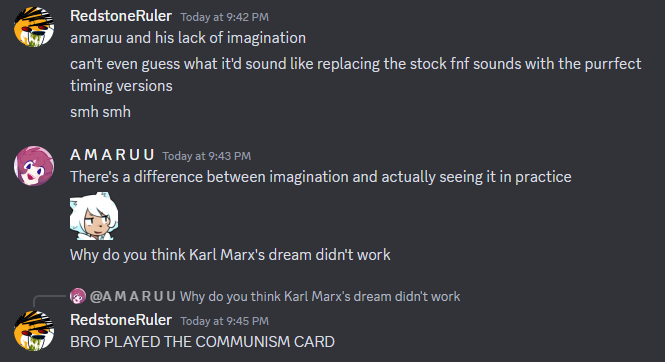 RedstoneRuler Today at 9:42 PM
amaruu and his lack of imagination
can't even guess what it'd sound like replacing the stock fnf sounds with the purrfect
timing versions
smh smh
A M A R U U Today at 9:43 PM
There's a difference between imagination and actually seeing it in practice
Why do you think Karl Marx's dream didn't work
@A M A R U U Why do you think Karl Marx's dream didn't work
RedstoneRuler Today at 9:45 PM
BRO PLAYED THE COMMUNISM CARD